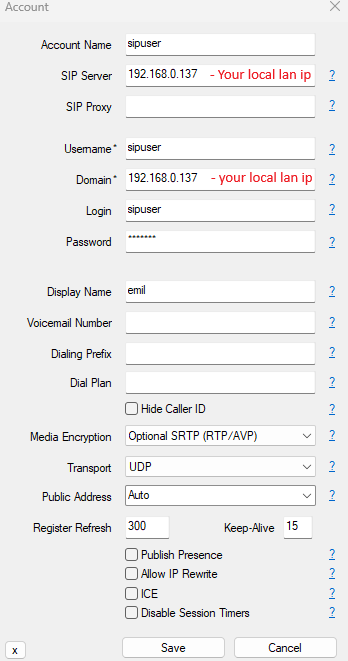 Account
Account Name sipuser
SIP Server 192.168.0.137 - Your local lan ip ?
SIP Proxy ?
Username* sipuser ?
Domain* 192.168.0.137 - your local lan ip ?
Login sipuser ?
Password ******* ?
Display Name emil ?
Voicemail Number ?
Dialing Prefix ?
Dial Plan ?
Hide Caller ID ?
Media Encryption Optional SRTP (RTP/AVP) ?
Transport UDP ?
Public Address Auto ?
Register Refresh 300 Keep-Alive 15 ?
Publish Presence ?
Allow IP Rewrite ?
ICE ?
Disable Session Timers ?
x Save Cancel